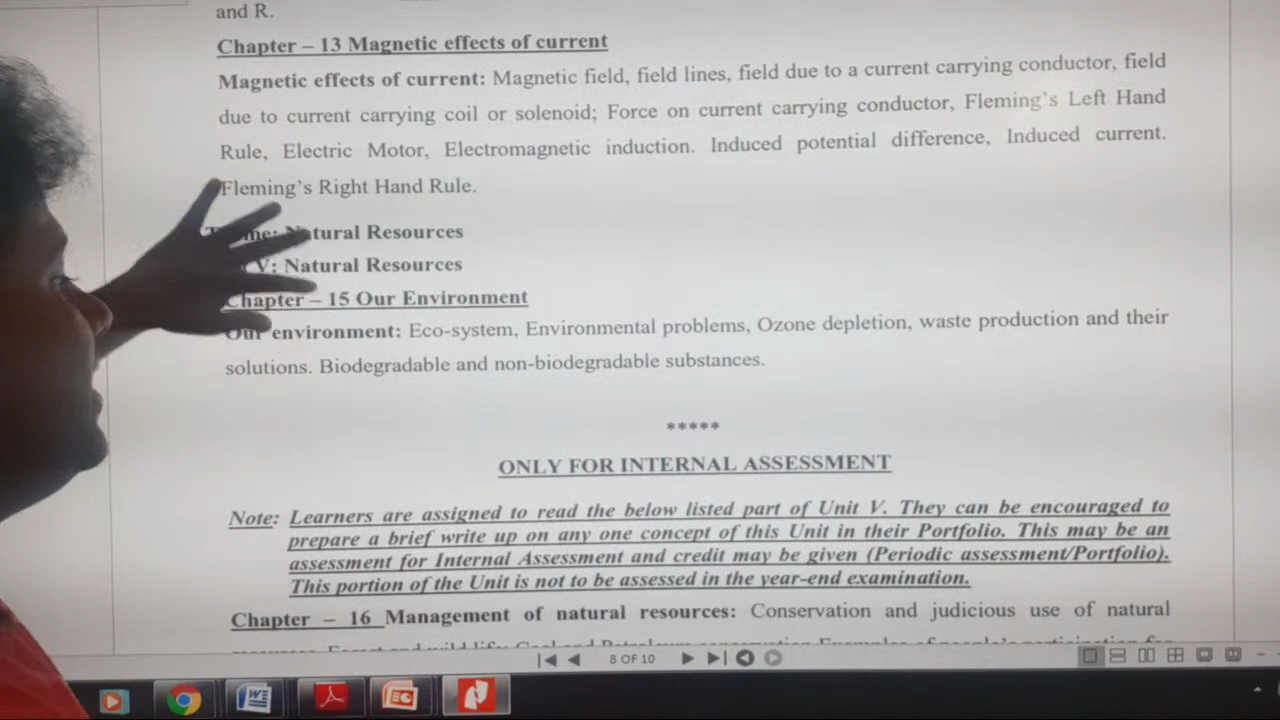 and R.
Chapter – 13 Magnetic effects of current
Magnetic effects of current: Magnetic field, field lines, field due to a current carrying conductor, field
due to current carrying coil or solenoid; Force on current carrying conductor, Fleming's Left Hand
Rule, Electric Motor, Electromagnetic induction. Induced potential difference, Induced current.
Fleming's Right Hand Rule.
Natural Resources
V: Natural Resources
Chapter – 15 Our Environment
Our environment: Eco-system, Environmental problems, Ozone depletion, waste production and their
solutions. Biodegradable and non-biodegradable substances.
*****
ONLY FOR INTERNAL ASSESSMENT
Note: Learners are assigned to read the below listed part of Unit V. They can be encouraged to
prepare a brief write up on any one concept of this Unit in their Portfolio. This may be an
assessment for Internal Assessment and credit may be given (Periodic assessment/Portfolio).
This portion of the Unit is not to be assessed in the year-end examination.
Chapter – 16 Management of natural resources: Conservation and judicious use of natural
8 OF 10